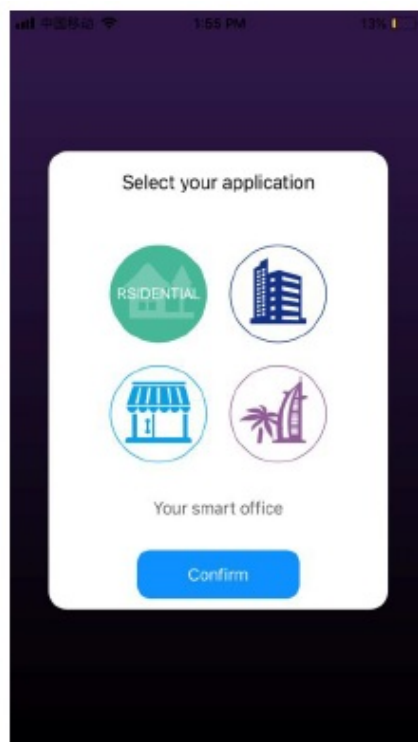 中国移动 1:55 PM 13%
Select your application
RSIDENTIAL
Your smart office
Confirm